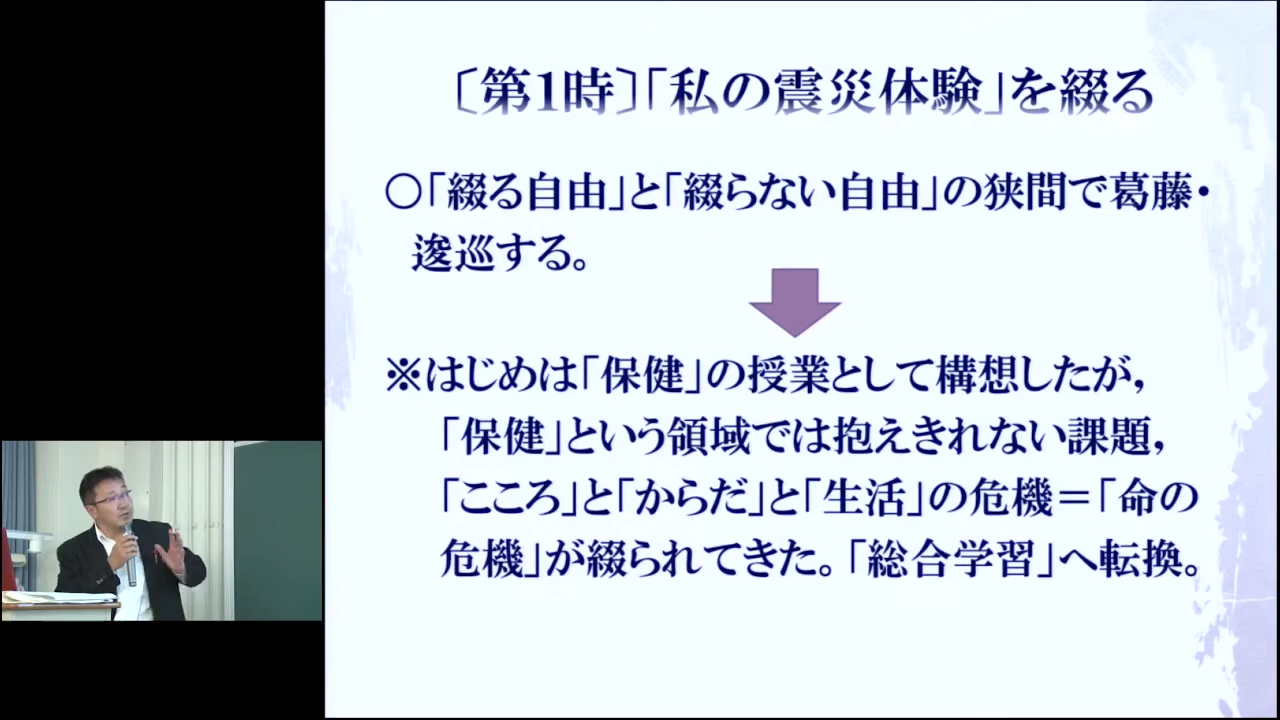 〔第1時〕「私の震災体験」を綴る
○「綴る自由」と「綴らない自由」の狭間で葛藤・
逡巡する。
※はじめは「保健」の授業として構想したが，
「保健」という領域では抱えきれない課題，
「こころ」と「からだ」と「生活」の危機＝「命の
危機」が綴られてきた。「総合学習」へ転換。